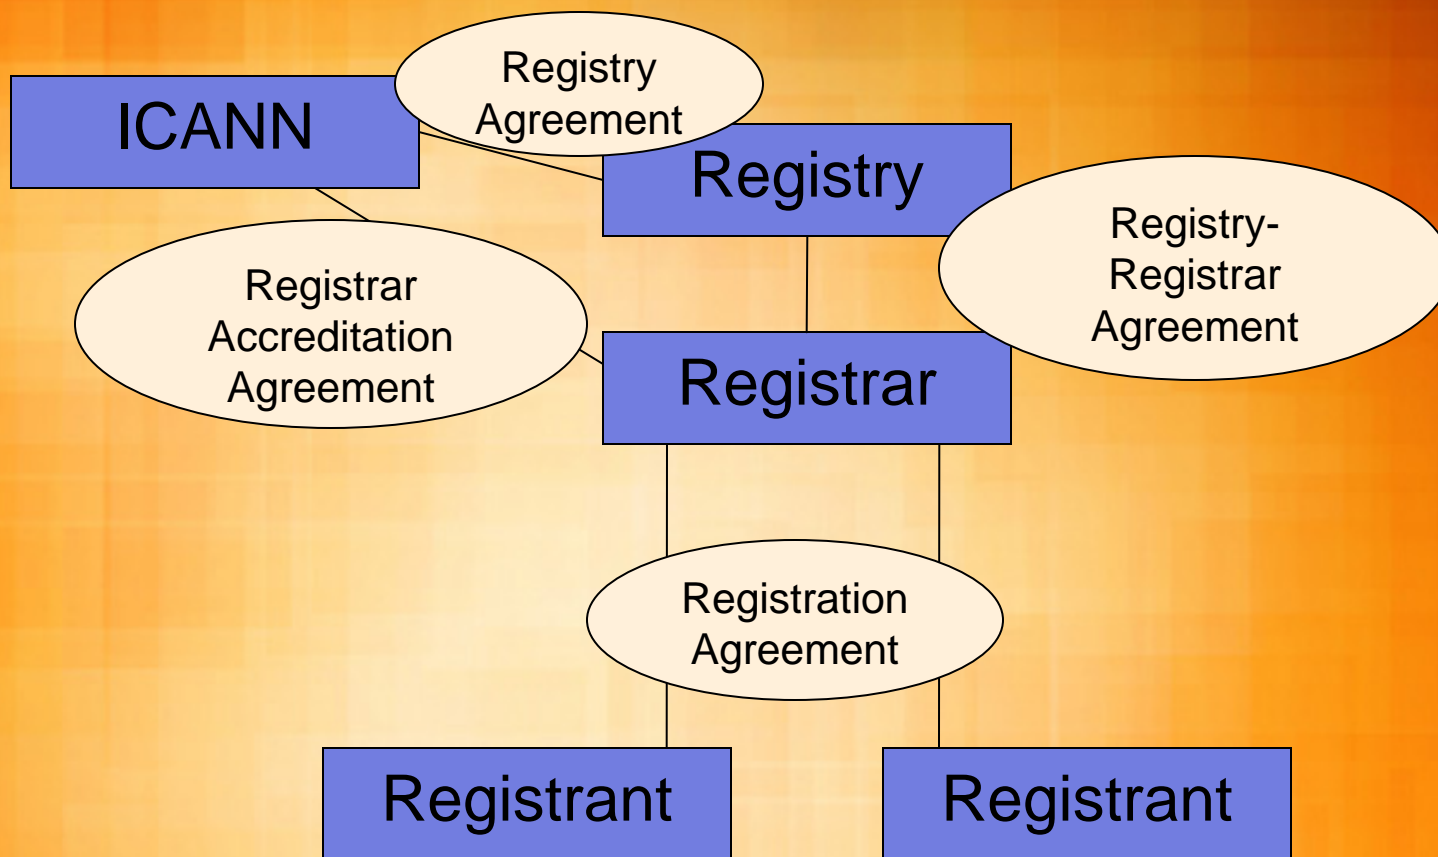 Registry
Agreement
ICANN
Registry
Registry-
Registrar
Agreement
Registrar
Accreditation
Agreement
Registrar
Registration
Agreement
Registrant
Registrant